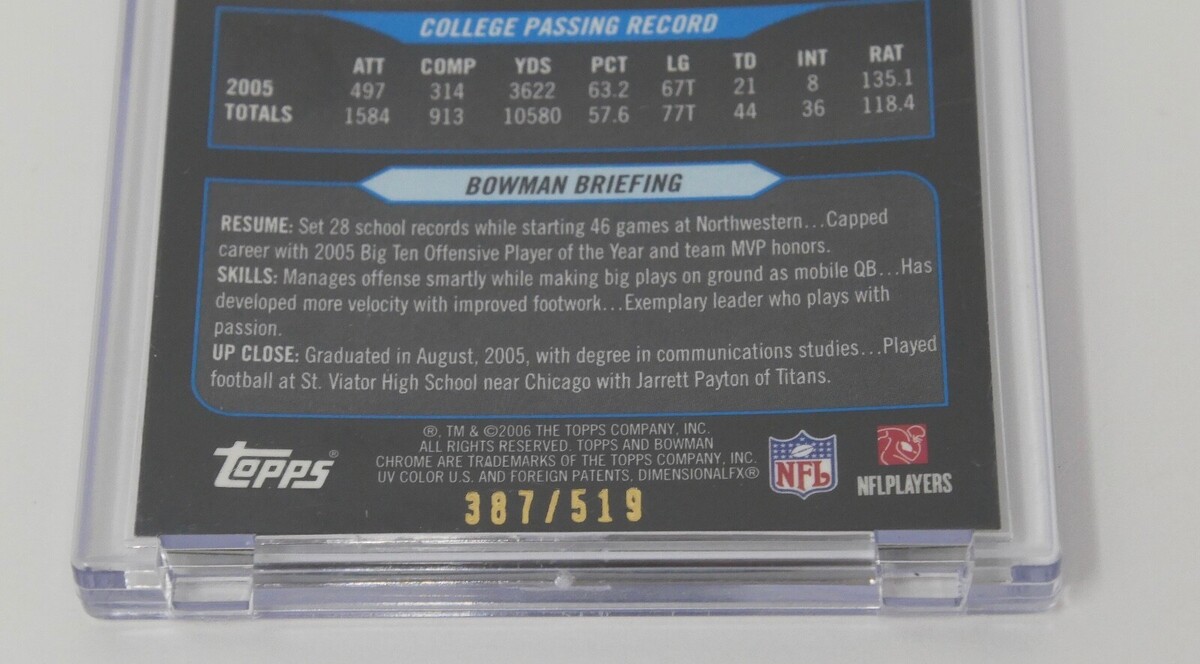 COLLEGE PASSING RECORD
ATT COMP YDS PCT LG TD INT RAT
2005 497 314 3622 63.2 67T 21 8 135.1
TOTALS 1584 913 10580 57.6 77T 44 36 118.4
BOWMAN BRIEFING
RESUME: Set 28 school records while starting 46 games at Northwestern...Capped
career with 2005 Big Ten Offensive Player of the Year and team MVP honors.
SKILLS: Manages offense smartly while making big plays on ground as mobile QB...Has
developed more velocity with improved footwork...Exemplary leader who plays with
passion.
UP CLOSE: Graduated in August, 2005, with degree in communications studies...Played
football at St. Viator High School near Chicago with Jarrett Payton of Titans.
®, TM & ©2006 THE TOPPS COMPANY, INC.
ALL RIGHTS RESERVED. TOPPS AND BOWMAN
CHROME ARE TRADEMARKS OF THE TOPPS COMPANY, INC.
UV COLOR U.S. AND FOREIGN PATENTS, DIMENSIONALFX®
topps®
NFL
NFLPLAYERS
387/519